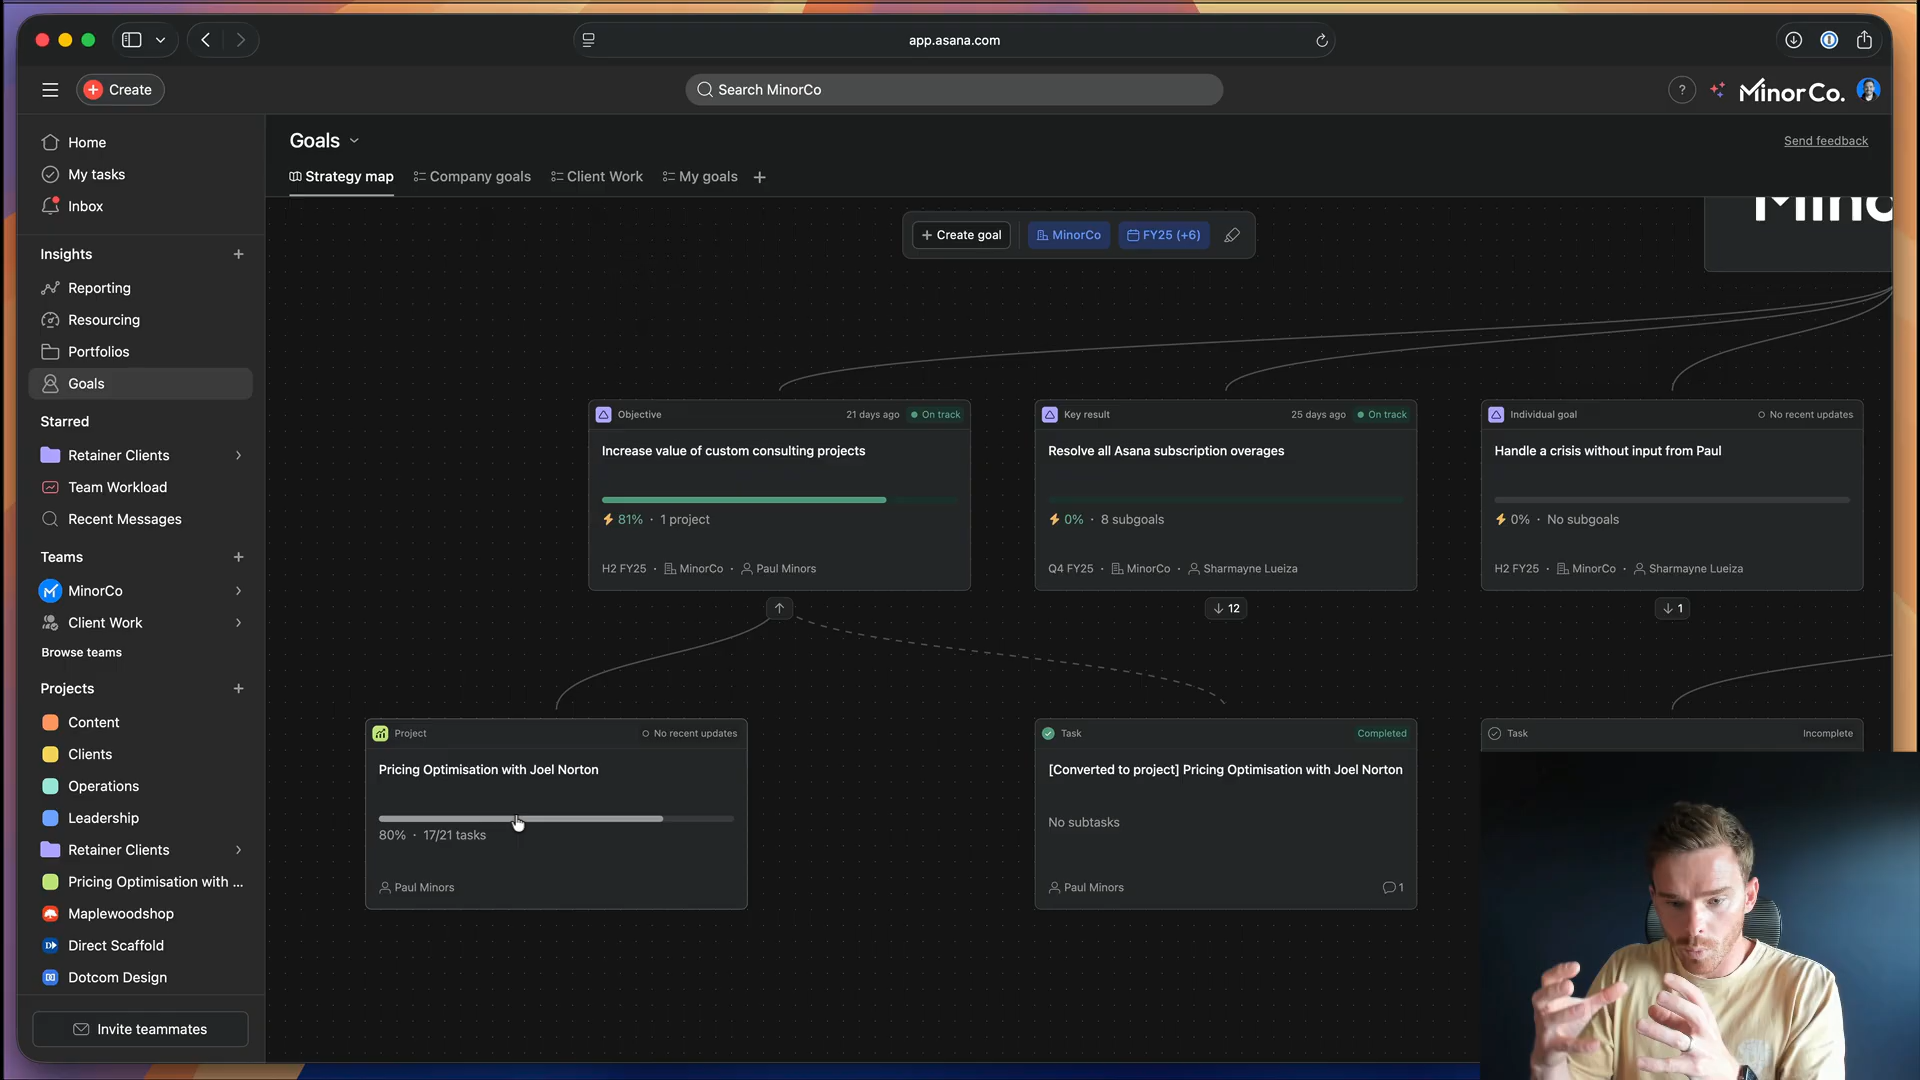 app.asana.com
Create
Search MinorCo
?
MinorCo.
Home
My tasks
Inbox
Insights
Reporting
Resourcing
Portfolios
Goals
Starred
Retainer Clients
Team Workload
Recent Messages
Teams
MinorCo
Client Work
Browse teams
Projects
Content
Clients
Operations
Leadership
Retainer Clients
Pricing Optimisation with ...
Maplewoodshop
Direct Scaffold
Dotcom Design
Invite teammates
Goals
Send feedback
Strategy map
Company goals
Client Work
My goals
+ Create goal
MinorCo
FY25 (+6)
Objective
21 days ago
On track
Increase value of custom consulting projects
81% · 1 project
H2 FY25 · MinorCo · Paul Minors
Key result
25 days ago
On track
Resolve all Asana subscription overages
0% · 8 subgoals
Q4 FY25 · MinorCo · Sharmayne Lueiza
12
Individual goal
No recent updates
Handle a crisis without input from Paul
0% · No subgoals
H2 FY25 · MinorCo · Sharmayne Lueiza
1
Project
No recent updates
Pricing Optimisation with Joel Norton
80% · 17/21 tasks
Paul Minors
Task
Completed
[Converted to project] Pricing Optimisation with Joel Norton
No subtasks
Paul Minors
1
Task
Incomplete